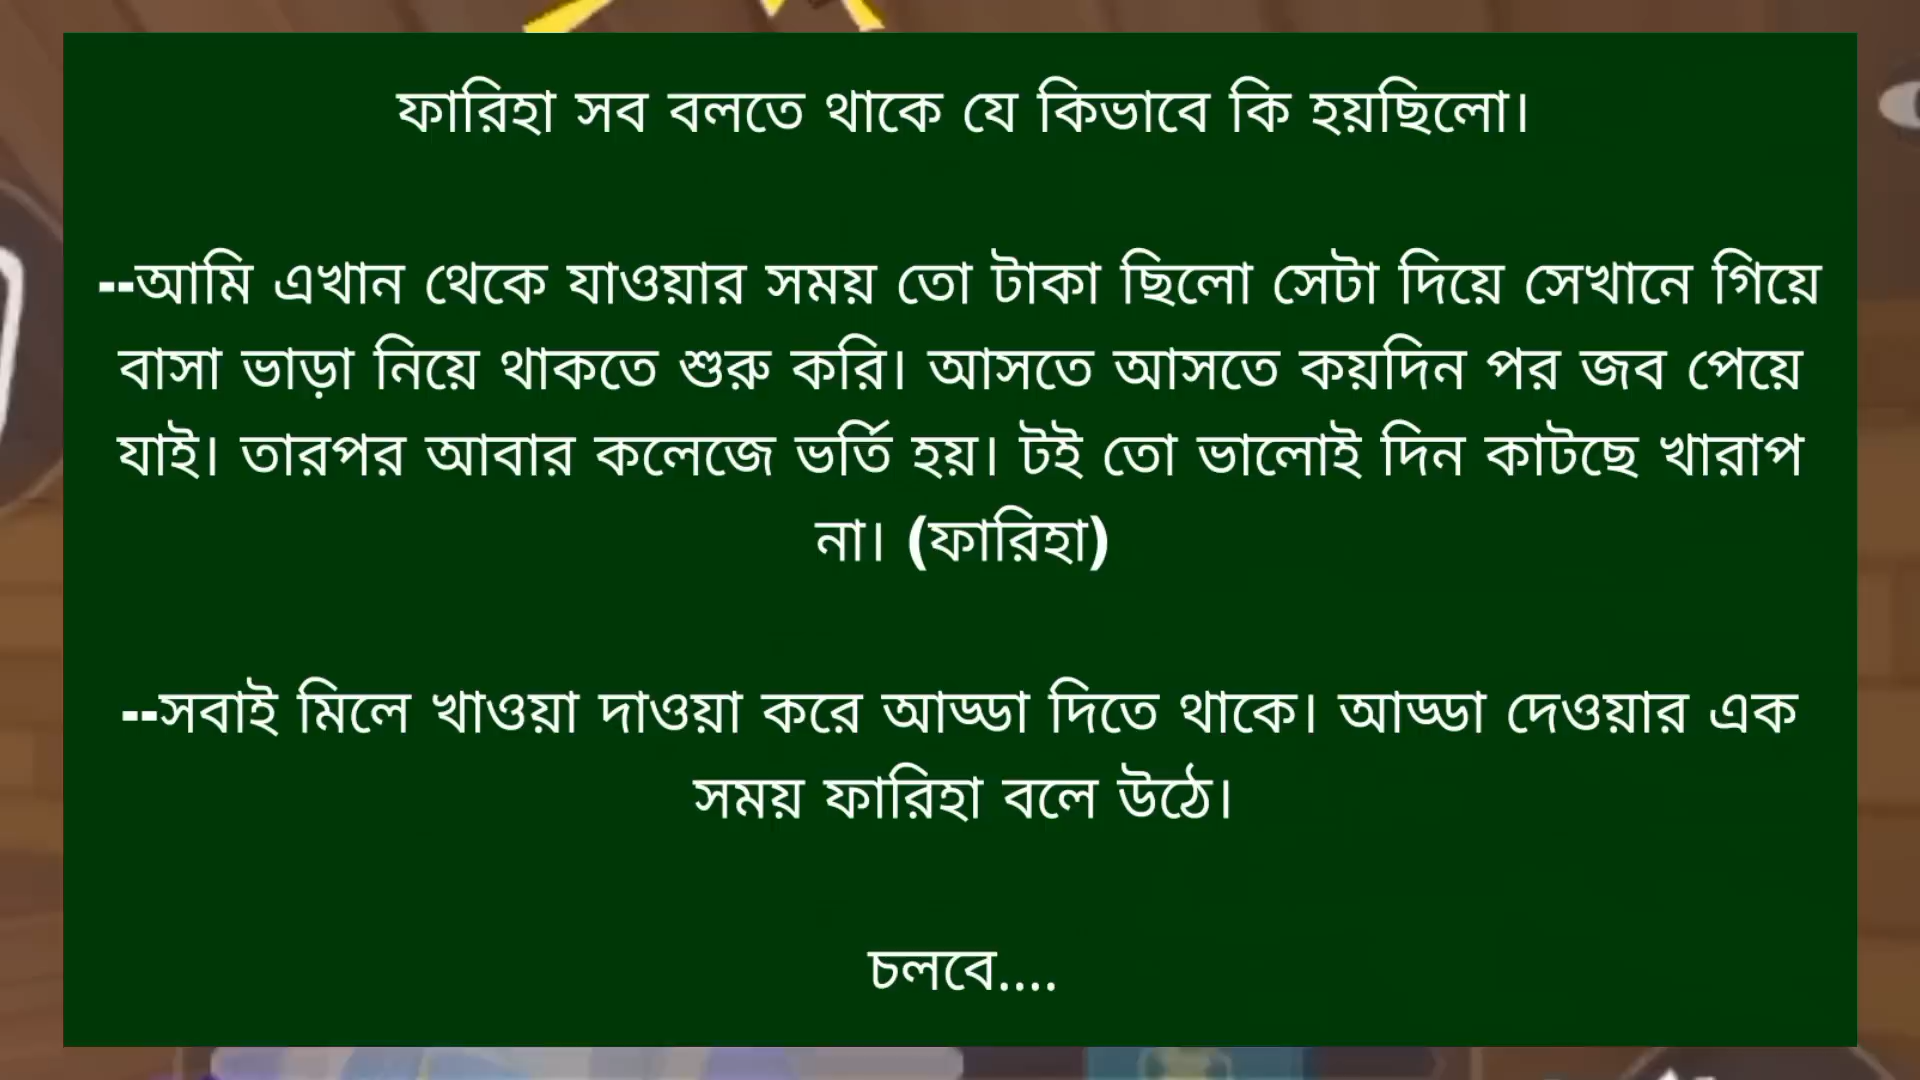 ফারিহা সব বলতে থাকে যে কিভাবে কি হয়ছিলো।
--আমি এখান থেকে যাওয়ার সময় তো টাকা ছিলো সেটা দিয়ে সেখানে গিয়ে
বাসা ভাড়া নিয়ে থাকতে শুরু করি। আসতে আসতে কয়দিন পর জব পেয়ে
যাই। তারপর আবার কলেজে ভর্তি হয়। টই তো ভালোই দিন কাটছে খারাপ
না। (ফারিহা)
--সবাই মিলে খাওয়া দাওয়া করে আড্ডা দিতে থাকে। আড্ডা দেওয়ার এক
সময় ফারিহা বলে উঠে।
চলবে....